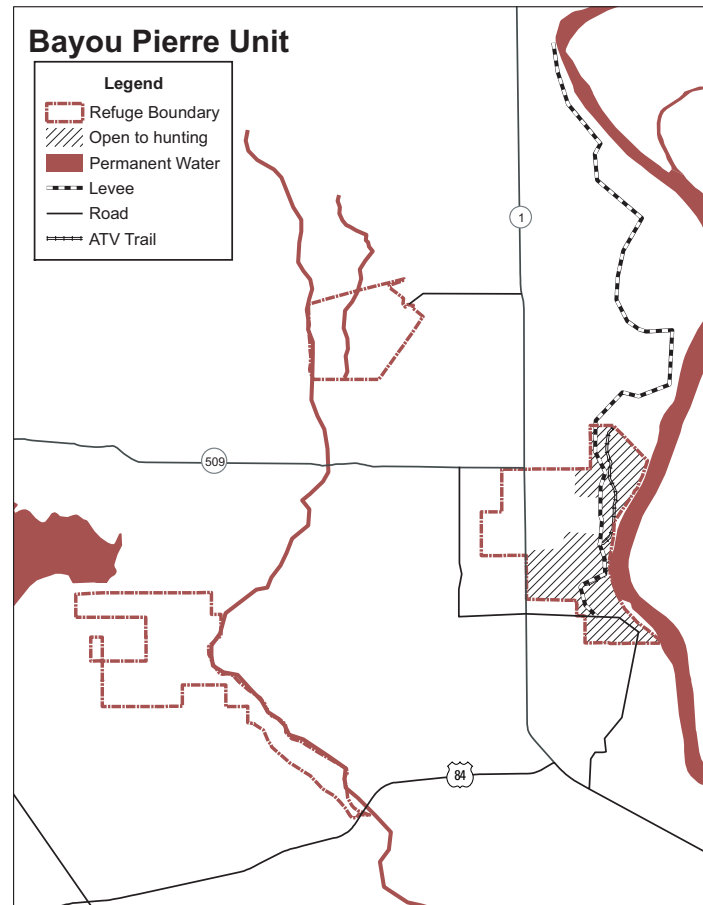 Bayou Pierre Unit
Legend
Refuge Boundary
Open to hunting
Permanent Water
Levee
Road
ATV Trail
1
509
84